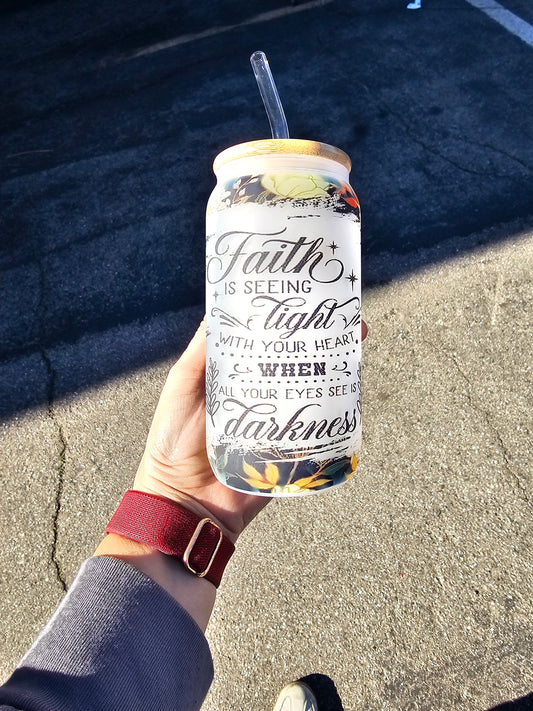 Faith
IS SEEING
light
WITH YOUR HEART
WHEN
ALL YOUR EYES SEE IS
darkness